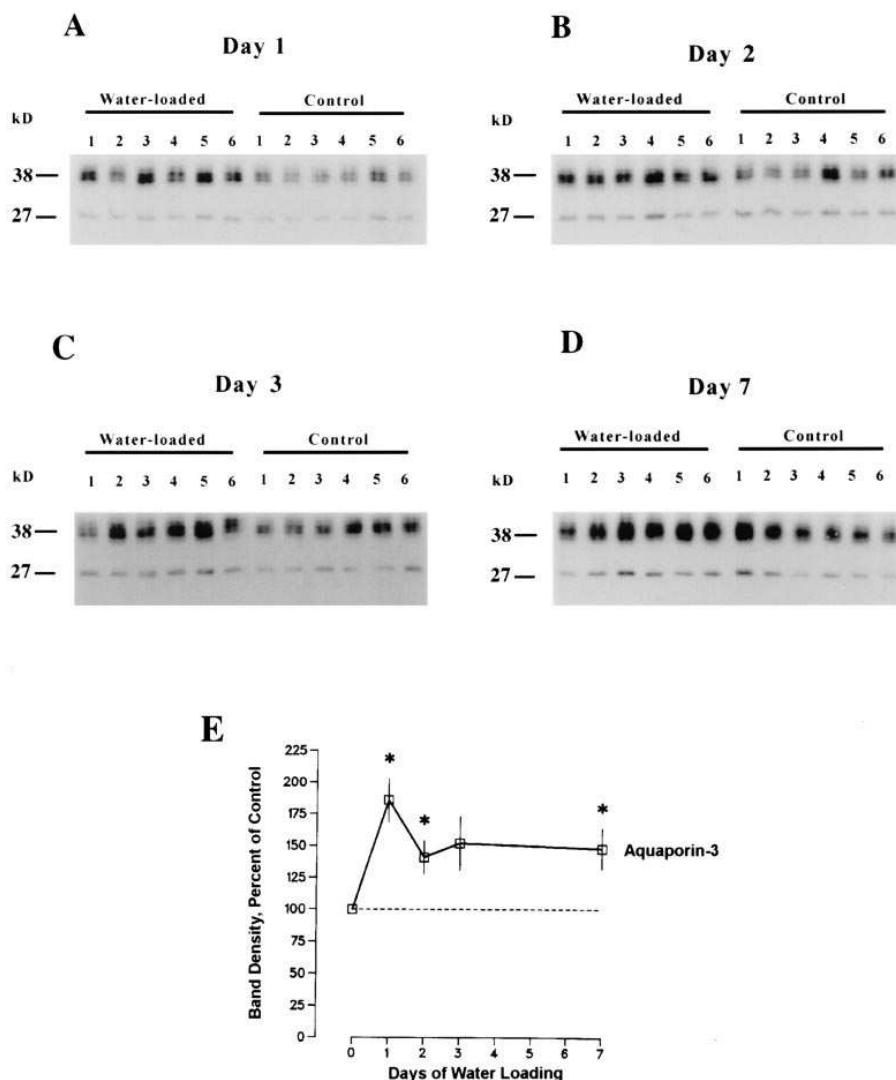 A
Day 1
Water-loaded Control
kD
1 2 3 4 5 6 1 2 3 4 5 6
38
27
B
Day 2
Water-loaded Control
kD
1 2 3 4 5 6 1 2 3 4 5 6
38
27
C
Day 3
Water-loaded Control
kD
1 2 3 4 5 6 1 2 3 4 5 6
38
27
D
Day 7
Water-loaded Control
kD
1 2 3 4 5 6 1 2 3 4 5 6
38
27
E
Band Density, Percent of Control
225
200
175
150
125
100
75
50
25
0
* * *
Aquaporin-3
0 1 2 3 4 5 6 7
Days of Water Loading